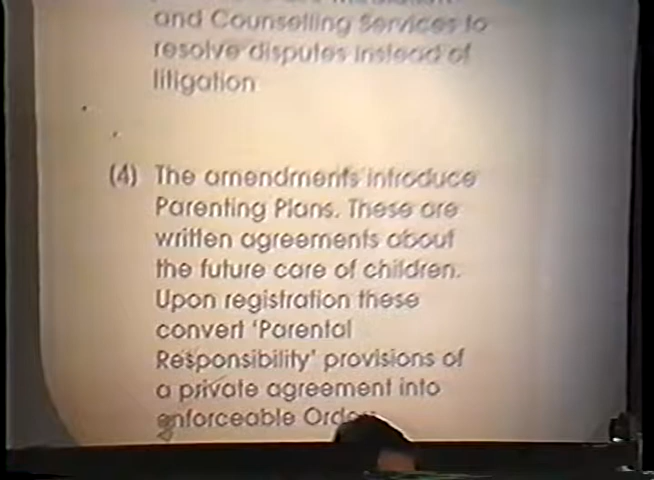 and Counselling Services to
resolve disputes instead of
litigation
(4) The amendments introduce
Parenting Plans. These are
written agreements about
the future care of children.
Upon registration these
convert 'Parental
Responsibility' provisions of
a private agreement into
enforceable